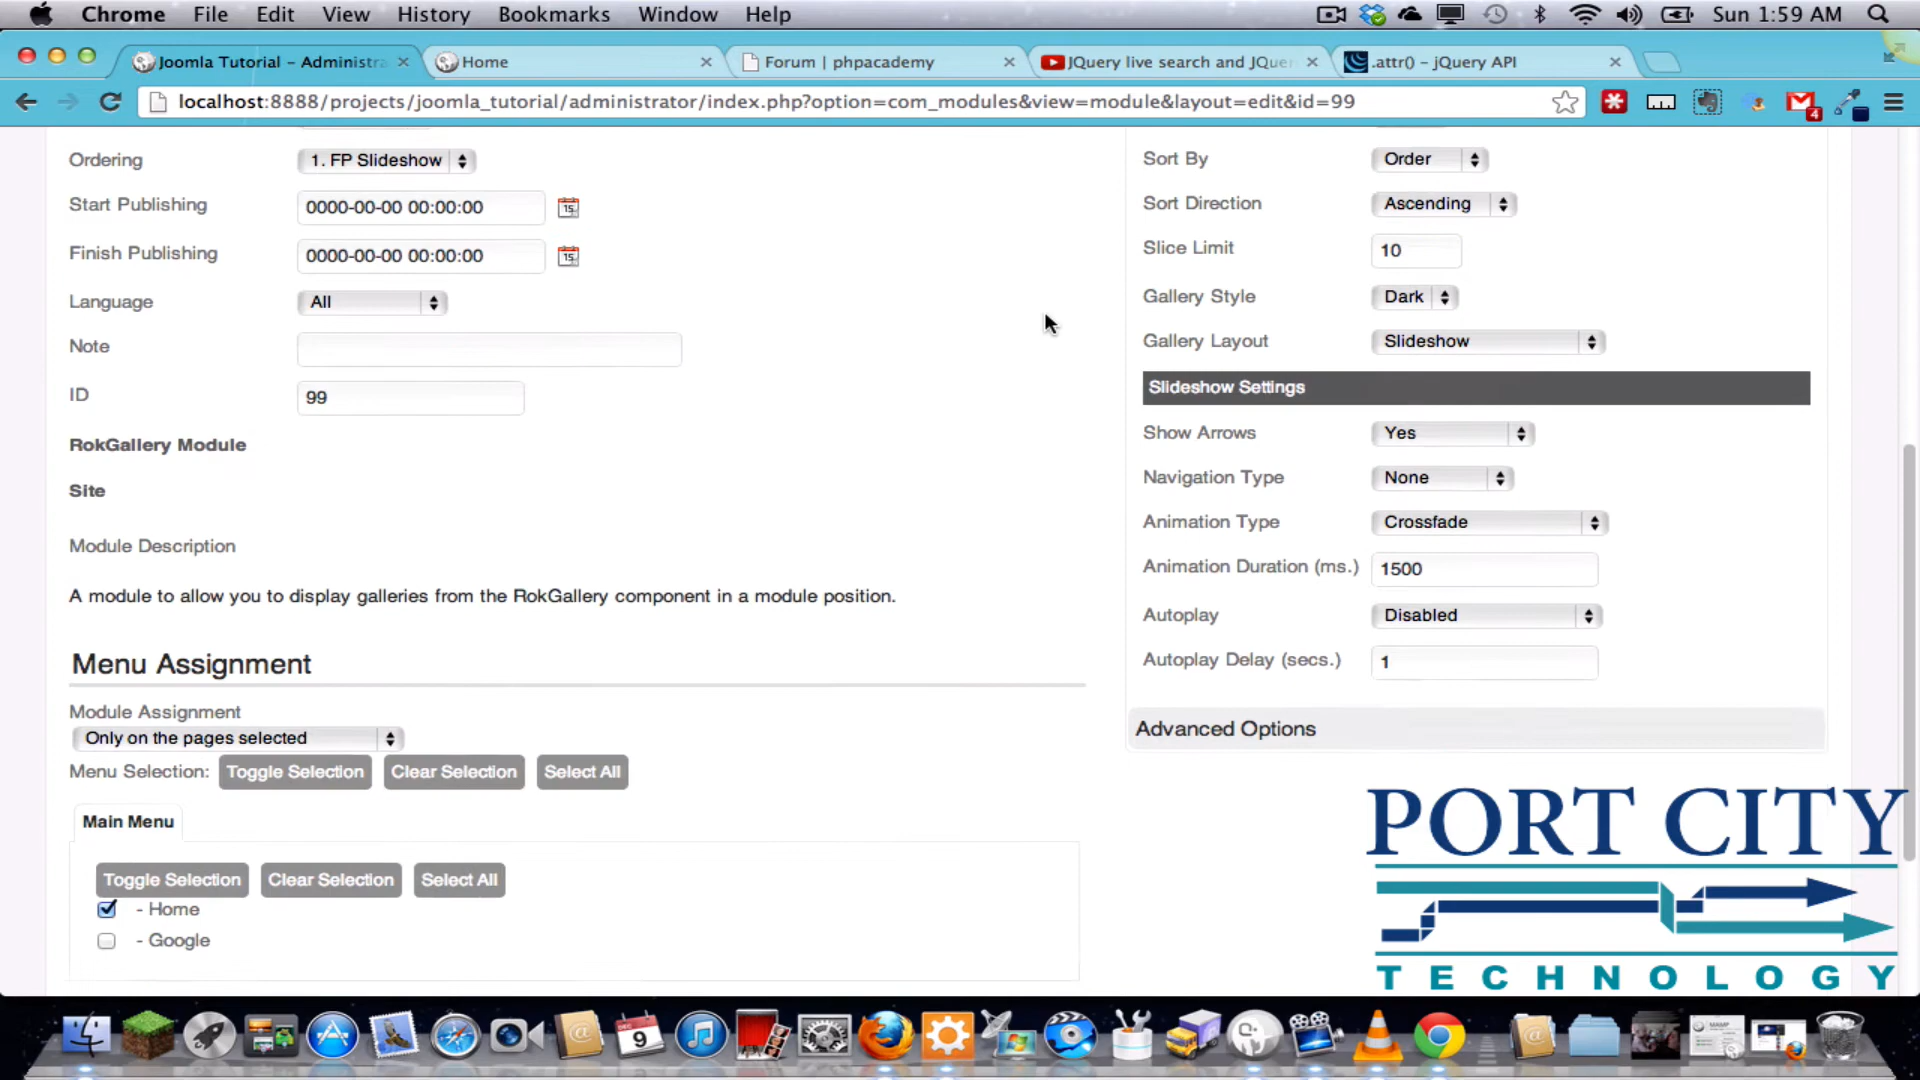 Chrome File Edit View History Bookmarks Window Help Sun 1:59 AM
Joomla Tutorial – Administra Home Forum | phpacademy JQuery live search and JQue .attr() – jQuery API
localhost:8888/projects/joomla_tutorial/administrator/index.php?option=com_modules&view=module&layout=edit&id=99
4
Ordering 1. FP Slideshow
Start Publishing 0000-00-00 00:00:00 15
Finish Publishing 0000-00-00 00:00:00 15
Language All
Note
ID 99
RokGallery Module
Site
Module Description
A module to allow you to display galleries from the RokGallery component in a module position.
Menu Assignment
Module Assignment
Only on the pages selected
Menu Selection: Toggle Selection Clear Selection Select All
Main Menu
Toggle Selection Clear Selection Select All
- Home
- Google
Sort By Order
Sort Direction Ascending
Slice Limit 10
Gallery Style Dark
Gallery Layout Slideshow
Slideshow Settings
Show Arrows Yes
Navigation Type None
Animation Type Crossfade
Animation Duration (ms.) 1500
Autoplay Disabled
Autoplay Delay (secs.) 1
Advanced Options
PORT CITY
TECHNOLOGY
DEC
9